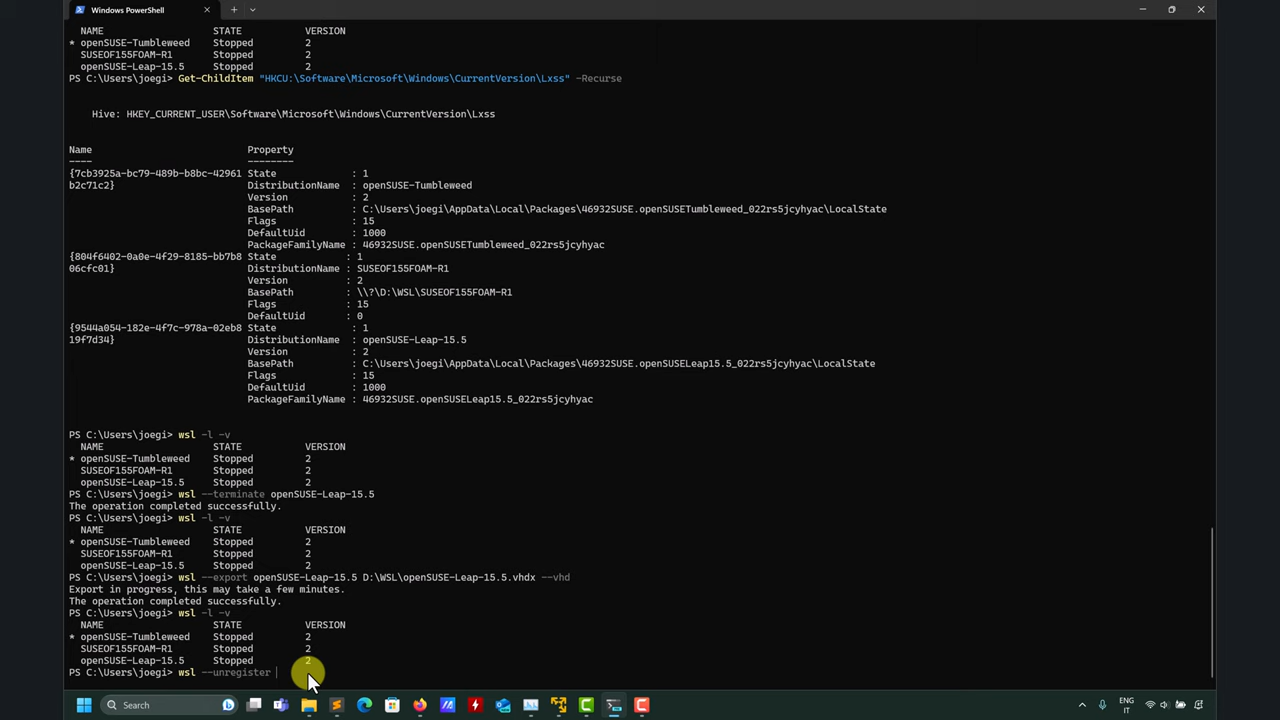 Windows PowerShell
NAME STATE VERSION
* openSUSE-Tumbleweed Stopped 2
SUSEOF155FOAM-R1 Stopped 2
openSUSE-Leap-15.5 Stopped 2
PS C:\Users\joegi> Get-ChildItem "HKCU:\Software\Microsoft\Windows\CurrentVersion\Lxss" -Recurse
Hive: HKEY_CURRENT_USER\Software\Microsoft\Windows\CurrentVersion\Lxss
Name Property
---- --------
{7cb3925a-bc79-489b-b8bc-42961 State : 1
b2c71c2} DistributionName : openSUSE-Tumbleweed
Version : 2
BasePath : C:\Users\joegi\AppData\Local\Packages\46932SUSE.openSUSETumbleweed_022rs5jcyhyac\LocalState
Flags : 15
DefaultUid : 1000
PackageFamilyName : 46932SUSE.openSUSETumbleweed_022rs5jcyhyac
{804f6402-0a0e-4f29-8185-bb7b8 State : 1
06cfc01} DistributionName : SUSEOF155FOAM-R1
Version : 2
BasePath : \\?\D:\WSL\SUSEOF155FOAM-R1
Flags : 15
DefaultUid : 0
{9544a054-182e-4f7c-978a-02eb8 State : 1
19f7d34} DistributionName : openSUSE-Leap-15.5
Version : 2
BasePath : C:\Users\joegi\AppData\Local\Packages\46932SUSE.openSUSELeap15.5_022rs5jcyhyac\LocalState
Flags : 15
DefaultUid : 1000
PackageFamilyName : 46932SUSE.openSUSELeap15.5_022rs5jcyhyac
PS C:\Users\joegi> wsl -l -v
NAME STATE VERSION
* openSUSE-Tumbleweed Stopped 2
SUSEOF155FOAM-R1 Stopped 2
openSUSE-Leap-15.5 Stopped 2
PS C:\Users\joegi> wsl --terminate openSUSE-Leap-15.5
The operation completed successfully.
PS C:\Users\joegi> wsl -l -v
NAME STATE VERSION
* openSUSE-Tumbleweed Stopped 2
SUSEOF155FOAM-R1 Stopped 2
openSUSE-Leap-15.5 Stopped 2
PS C:\Users\joegi> wsl --export openSUSE-Leap-15.5 D:\WSL\openSUSE-Leap-15.5.vhdx --vhd
Export in progress, this may take a few minutes.
The operation completed successfully.
PS C:\Users\joegi> wsl -l -v
NAME STATE VERSION
* openSUSE-Tumbleweed Stopped 2
SUSEOF155FOAM-R1 Stopped 2
openSUSE-Leap-15.5 Stopped 2
PS C:\Users\joegi> wsl --unregister
Search
ENG
IT